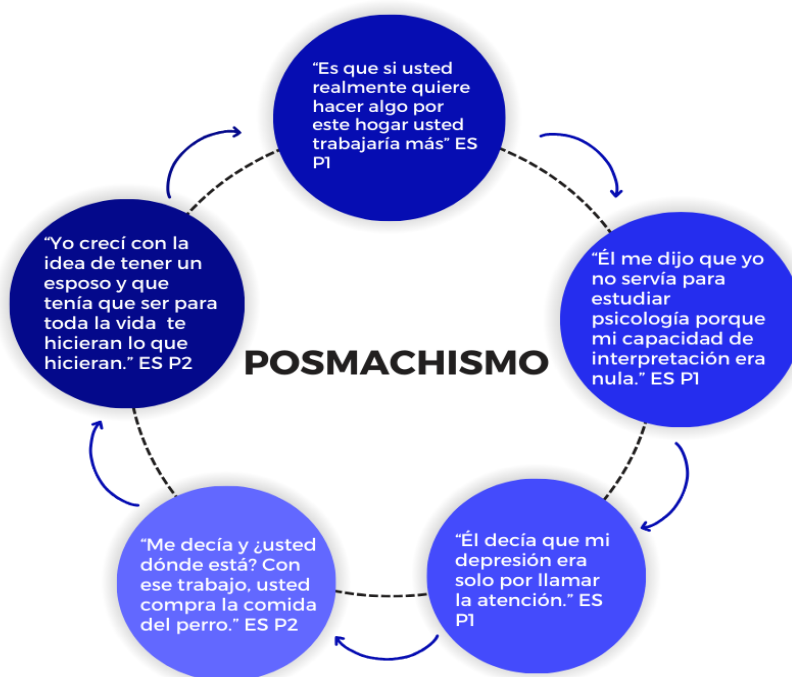 “Es que si usted
realmente quiere
hacer algo por
este hogar usted
trabajaría más” ES
P1
“Él me dijo que yo
no servía para
estudiar
psicología porque
mi capacidad de
interpretación era
nula.” ES P1
“Él decía que mi
depresión era
solo por llamar
la atención.” ES
P1
“Me decía y ¿usted
dónde está? Con
ese trabajo, usted
compra la comida
del perro.” ES P2
“Yo crecí con la
idea de tener un
esposo y que
tenía que ser para
toda la vida te
hicieran lo que
hicieran.” ES P2
POSMACHISMO